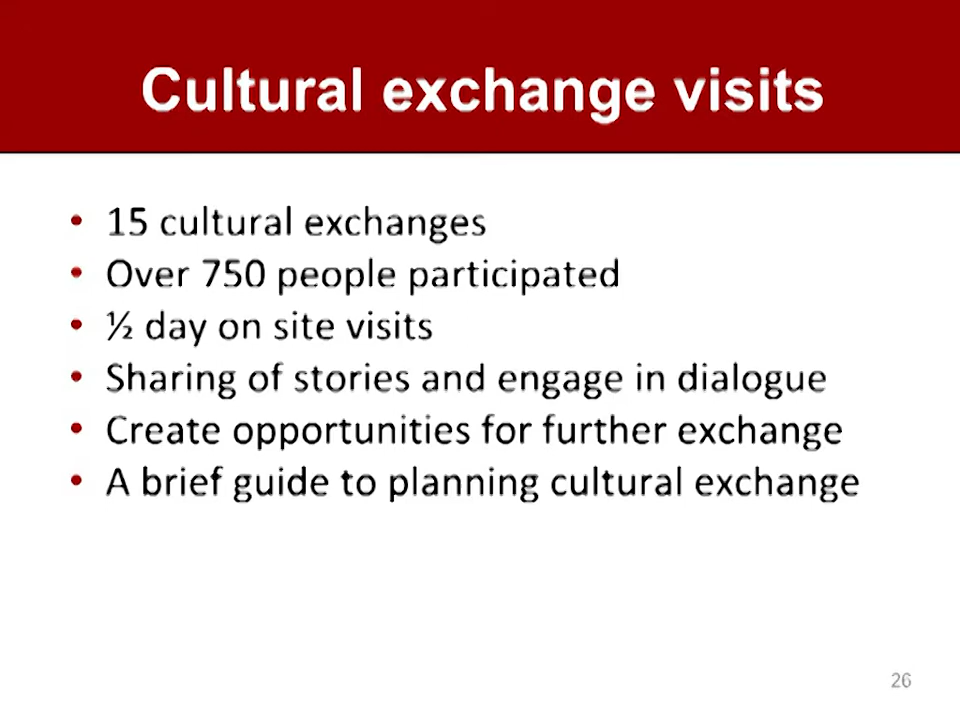 Cultural exchange visits
• 15 cultural exchanges
• Over 750 people participated
• ½ day on site visits
• Sharing of stories and engage in dialogue
• Create opportunities for further exchange
• A brief guide to planning cultural exchange
26